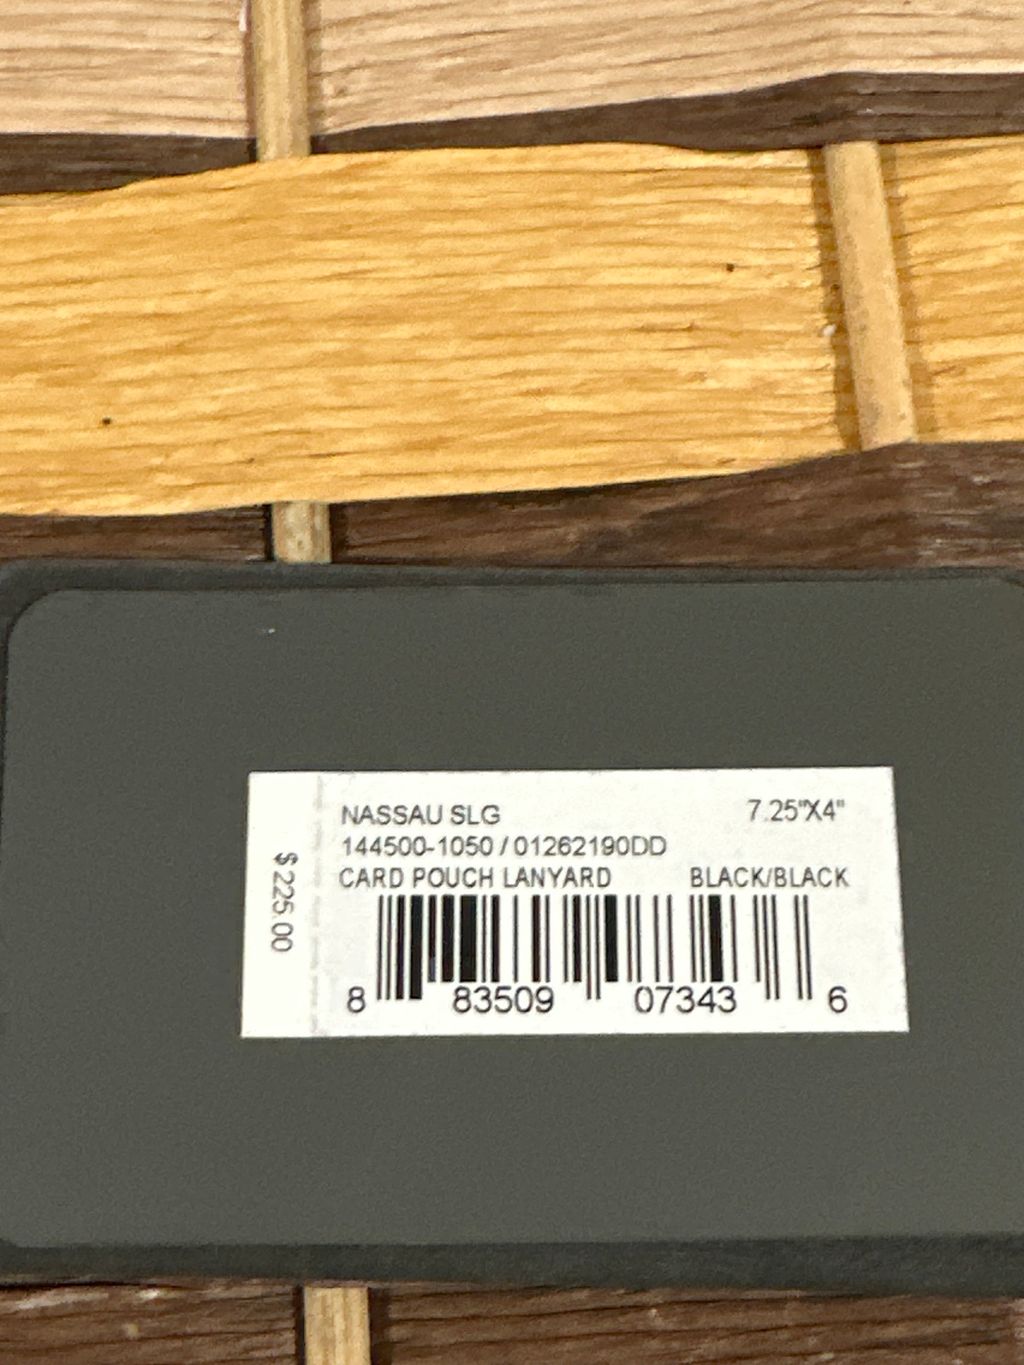 NASSAU SLG 7.25"X4"
144500-1050 / 01262190DD
CARD POUCH LANYARD BLACK/BLACK
$225.00
8 83509 07343 6